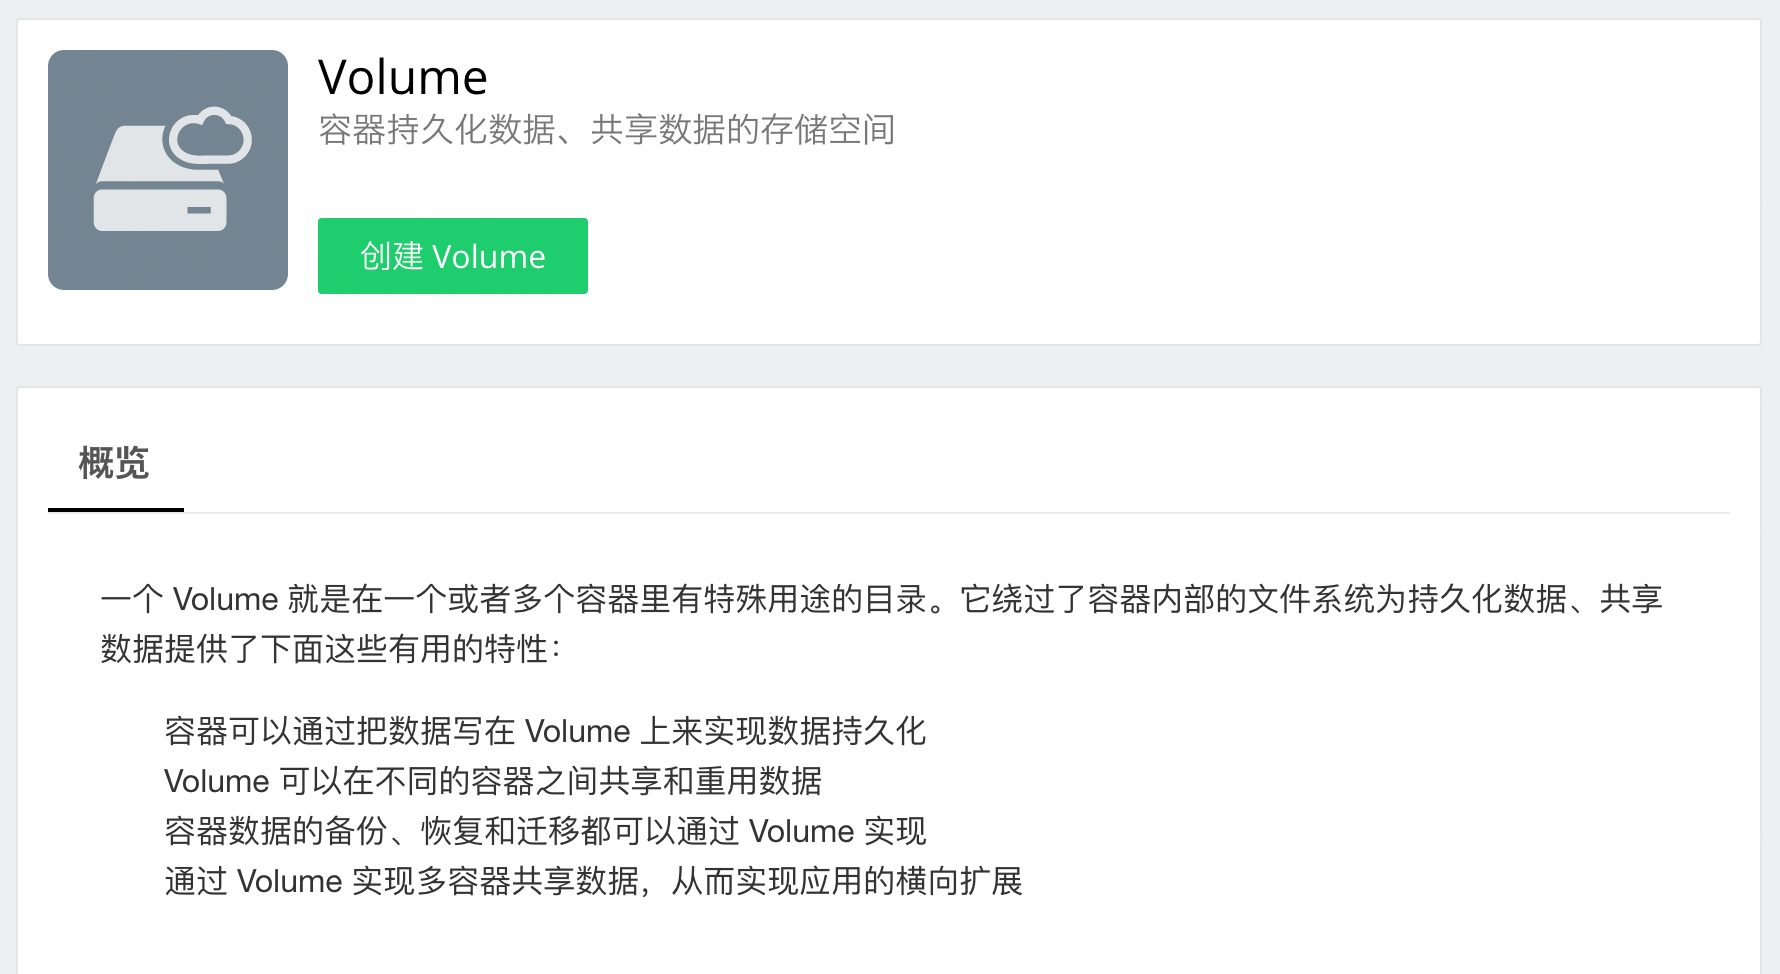 Volume
容器持久化数据、共享数据的存储空间
创建 Volume
概览
一个 Volume 就是在一个或者多个容器里有特殊用途的目录。它绕过了容器内部的文件系统为持久化数据、共享
数据提供了下面这些有用的特性：
容器可以通过把数据写在 Volume 上来实现数据持久化
Volume 可以在不同的容器之间共享和重用数据
容器数据的备份、恢复和迁移都可以通过 Volume 实现
通过 Volume 实现多容器共享数据，从而实现应用的横向扩展